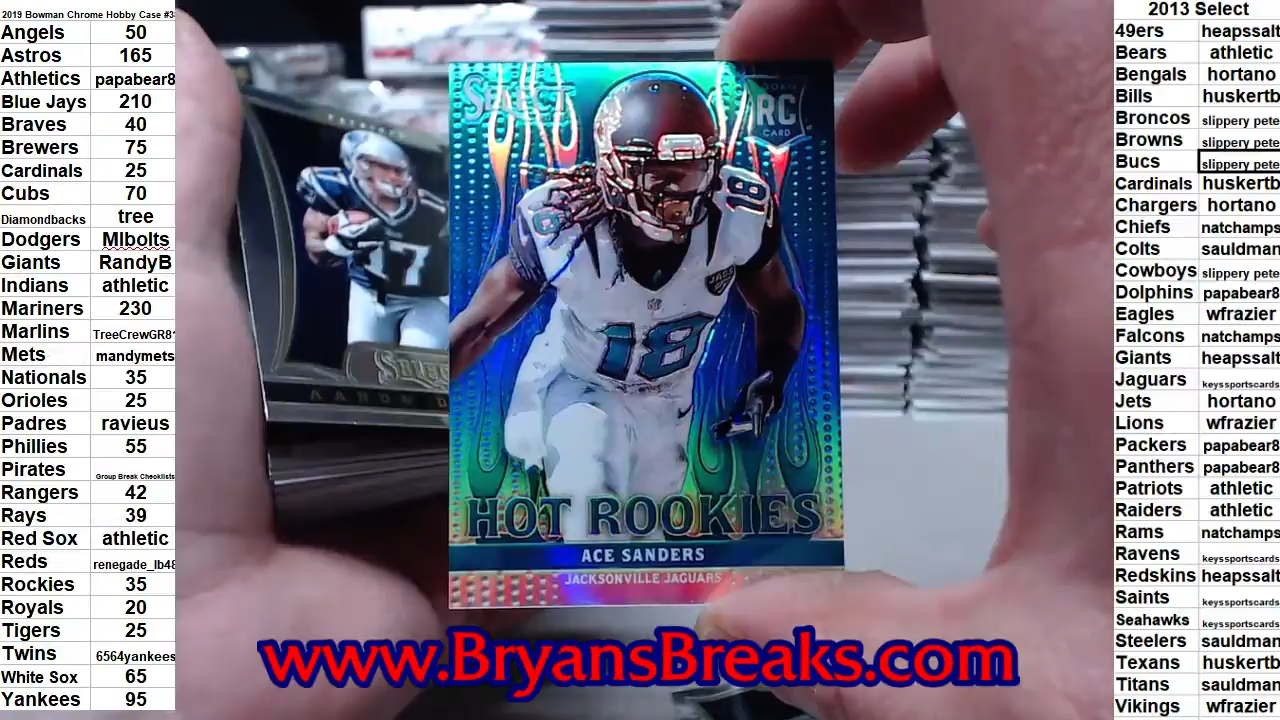 2019 Bowman Chrome Hobby Case #3
Angels 50
Astros 165
Athletics papabear8
Blue Jays 210
Braves 40
Brewers 75
Cardinals 25
Cubs 70
Diamondbacks tree
Dodgers Mlbolts
Giants RandyB
Indians athletic
Mariners 230
Marlins TreeCrewGR8
Mets mandymets
Nationals 35
Orioles 25
Padres ravieus
Phillies 55
Pirates Group Break Checklists
Rangers 42
Rays 39
Red Sox athletic
Reds renegade_lb48
Rockies 35
Royals 20
Tigers 25
Twins 6564yankees
White Sox 65
Yankees 95
17
SELECT
AARON D
SELECT
ROOKIE
RC
CARD
18
JAGS
NFL
18
HOT ROOKIES
ACE SANDERS
JACKSONVILLE JAGUARS
www.BryansBreaks.com
2013 Select
49ers heapssalt
Bears athletic
Bengals hortano
Bills huskertb
Broncos slippery pete
Browns slippery pete
Bucs slippery pete
Cardinals huskertb
Chargers hortano
Chiefs natchamps
Colts sauldman
Cowboys slippery pete
Dolphins papabear8
Eagles wfrazier
Falcons natchamps
Giants heapssalt
Jaguars keyssportscards
Jets hortano
Lions wfrazier
Packers papabear8
Panthers papabear8
Patriots athletic
Raiders athletic
Rams natchamps
Ravens keyssportscards
Redskins heapssalt
Saints keyssportscards
Seahawks keyssportscards
Steelers sauldman
Texans huskertb
Titans sauldman
Vikings wfrazier